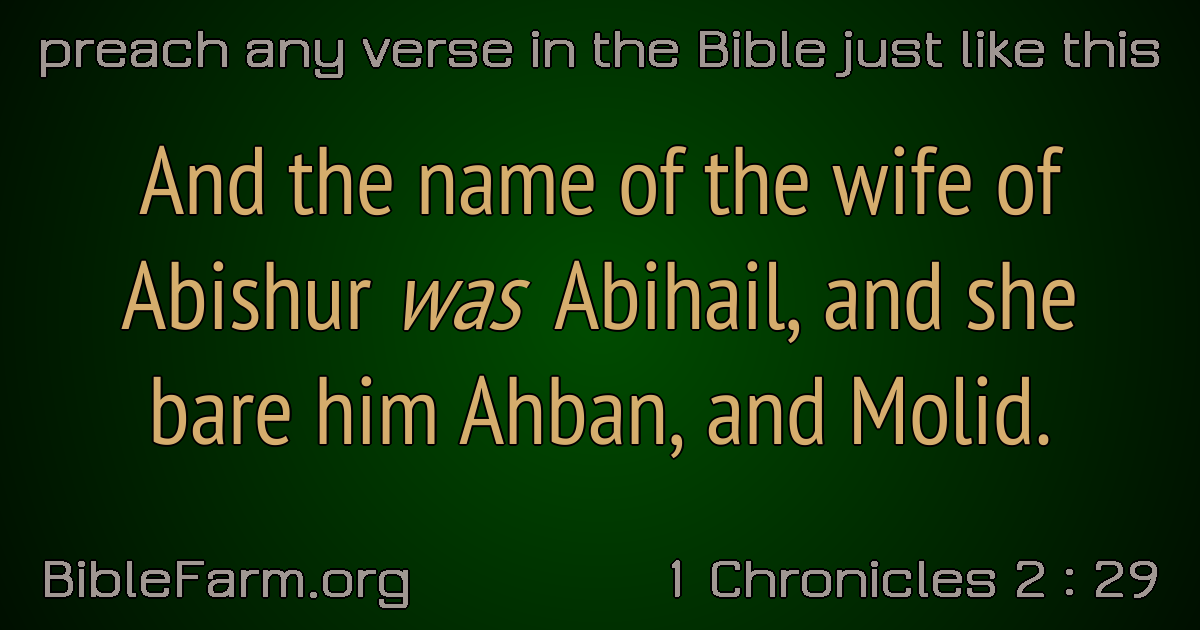 preach any verse in the Bible just like this
And the name of the wife of
Abishur was Abihail, and she
bare him Ahban, and Molid.
BibleFarm.org
1 Chronicles 2 : 29